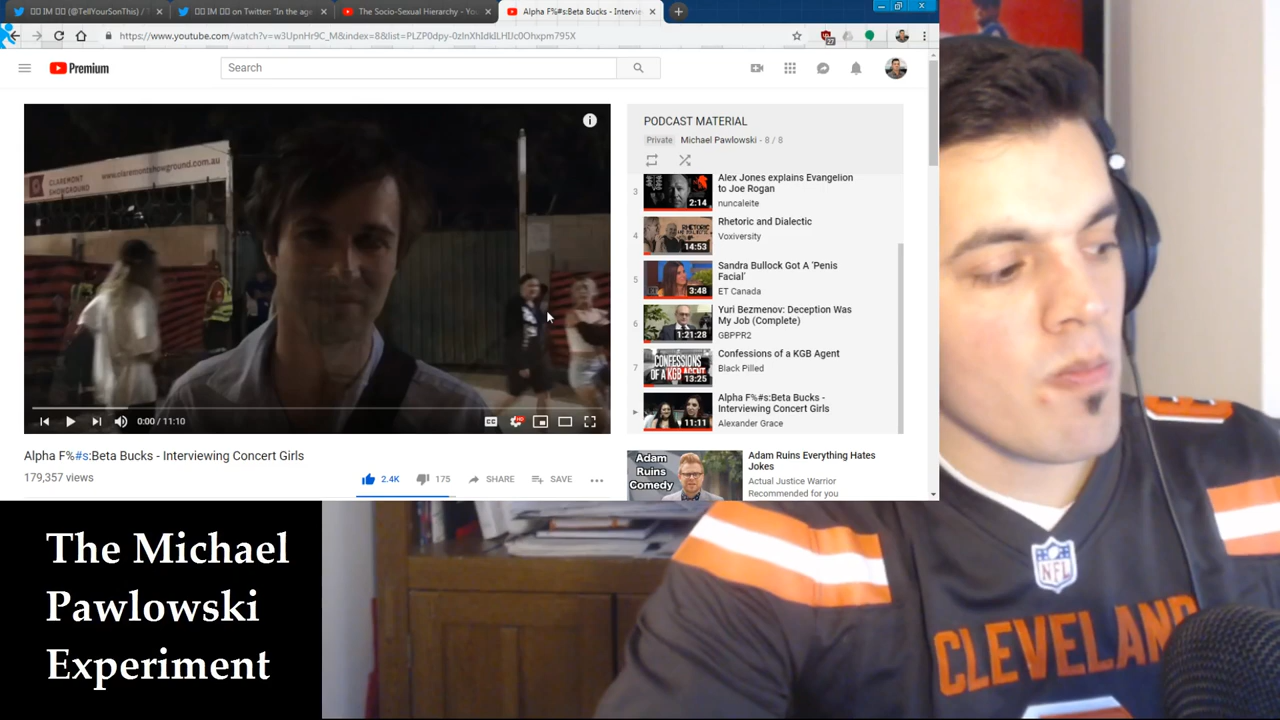 IM (@TellYourSonThis) / T
IM on Twitter: "In the age
The Socio-Sexual Hierarchy - Yo
Alpha F%#s:Beta Bucks - Intervie
https://www.youtube.com/watch?v=w3UpnHr9C_M&index=8&list=PLZP0dpy-0zlnXhIdkILHIJc0Ohxpm795X
27
Premium
Search
CLAREMONT SHOWGROUND
www.claremontshowground.com.au
0:00 / 11:10
CC
HD
Alpha F%#s:Beta Bucks - Interviewing Concert Girls
179,357 views
2.4K
175
SHARE
SAVE
PODCAST MATERIAL
Private
Michael Pawlowski - 8 / 8
3
2:14
Alex Jones explains Evangelion
to Joe Rogan
nuncaleite
4
RHETORIC
14:53
Rhetoric and Dialectic
Voxiversity
5
3:48
Sandra Bullock Got A 'Penis
Facial'
ET Canada
6
1:21:28
Yuri Bezmenov: Deception Was
My Job (Complete)
GBPPR2
7
CONFESSIONS
OF A KGB AGENT
13:25
Confessions of a KGB Agent
Black Pilled
11:11
Alpha F%#s:Beta Bucks -
Interviewing Concert Girls
Alexander Grace
Adam
Ruins
Comedy
Adam Ruins Everything Hates
Jokes
Actual Justice Warrior
Recommended for you
The Michael
Pawlowski
Experiment
NFL
CLEVELAND